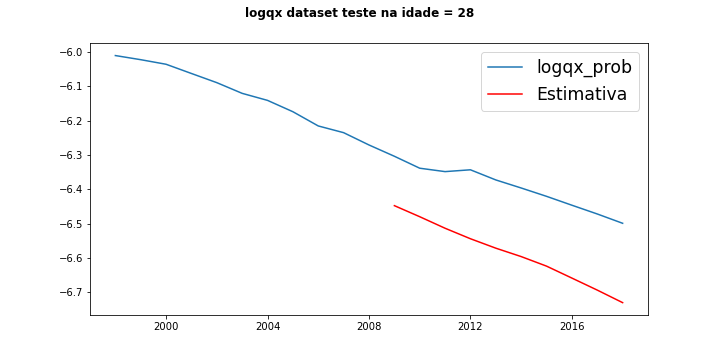 logqx dataset teste na idade = 28
−6.0
−6.1
−6.2
−6.3
−6.4
−6.5
−6.6
−6.7
logqx_prob
Estimativa
2000 2004 2008 2012 2016